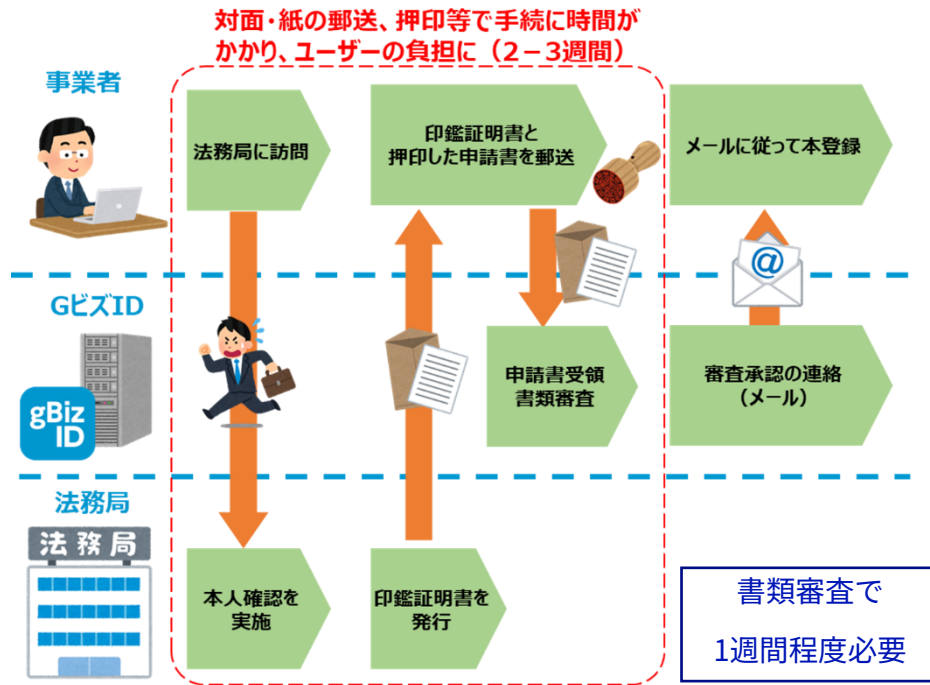 対面・紙の郵送、押印等で手続に時間が
かかり、ユーザーの負担に（２－３週間）
事業者
法務局に訪問
印鑑証明書と
押印した申請書を郵送
メールに従って本登録
@
GビズID
gBiz
ID
申請書受領
書類審査
審査承認の連絡
（メール）
法務局
法務局
本人確認を
実施
印鑑証明書を
発行
書類審査で
1週間程度必要